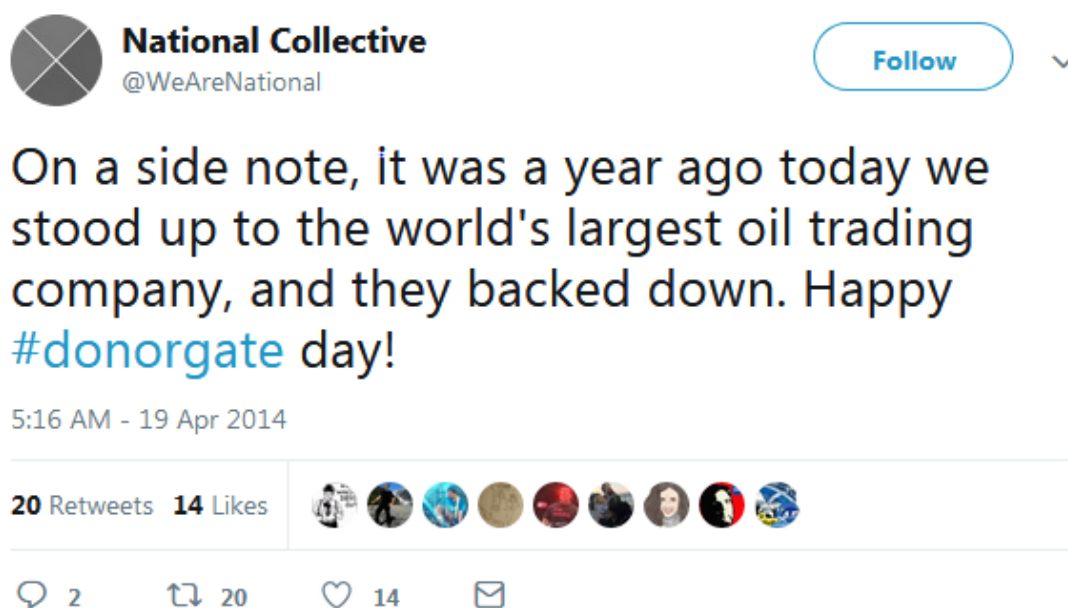 National Collective
@WeAreNational
Follow
On a side note, it was a year ago today we
stood up to the world's largest oil trading
company, and they backed down. Happy
#donorgate day!
5:16 AM - 19 Apr 2014
20 Retweets 14 Likes
2 20 14